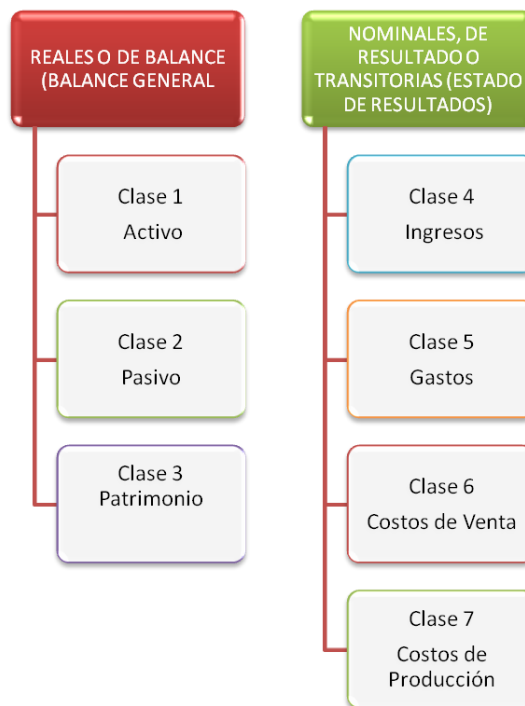 REALES O DE BALANCE
(BALANCE GENERAL
Clase 1
Activo
Clase 2
Pasivo
Clase 3
Patrimonio
NOMINALES, DE
RESULTADO O
TRANSITORIAS (ESTADO
DE RESULTADOS)
Clase 4
Ingresos
Clase 5
Gastos
Clase 6
Costos de Venta
Clase 7
Costos de
Producción